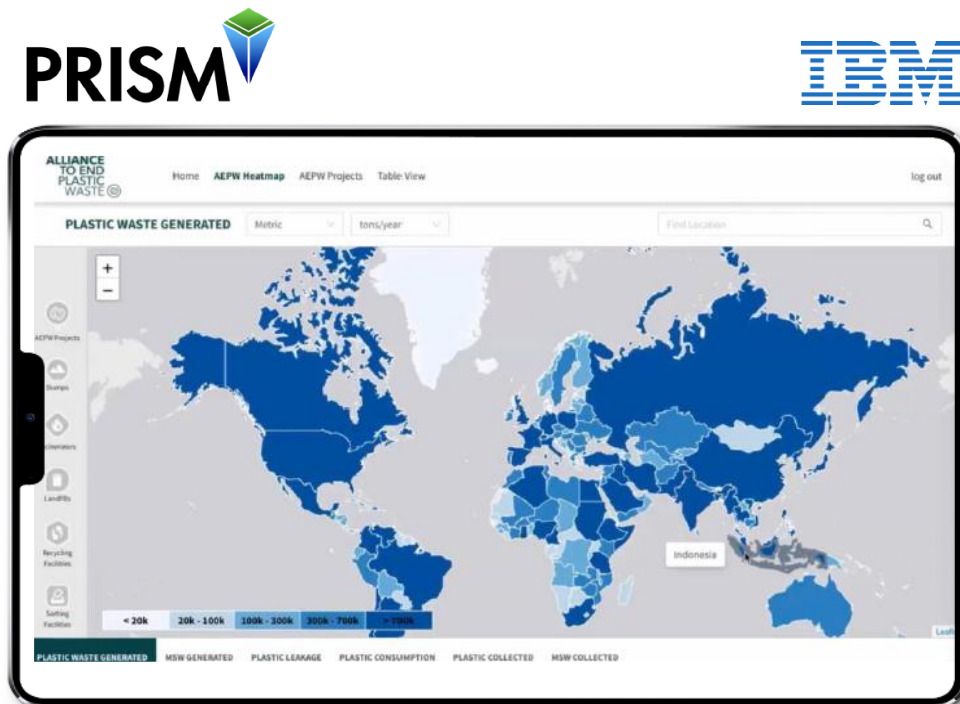 PRISM
IBM
ALLIANCE
TO END
PLASTIC
WASTE
Home AEPW Heatmap AEPW Projects Table View
log out
PLASTIC WASTE GENERATED
Metric
tons/year
Find Location
+
−
AEPW Projects
Dumps
Incinerators
Landfills
Recycling
Facilities
Sorting
Facilities
Indonesia
< 20k 20k - 100k 100k - 300k 300k - 700k > 700k
PLASTIC WASTE GENERATED MSW GENERATED PLASTIC LEAKAGE PLASTIC CONSUMPTION PLASTIC COLLECTED MSW COLLECTED